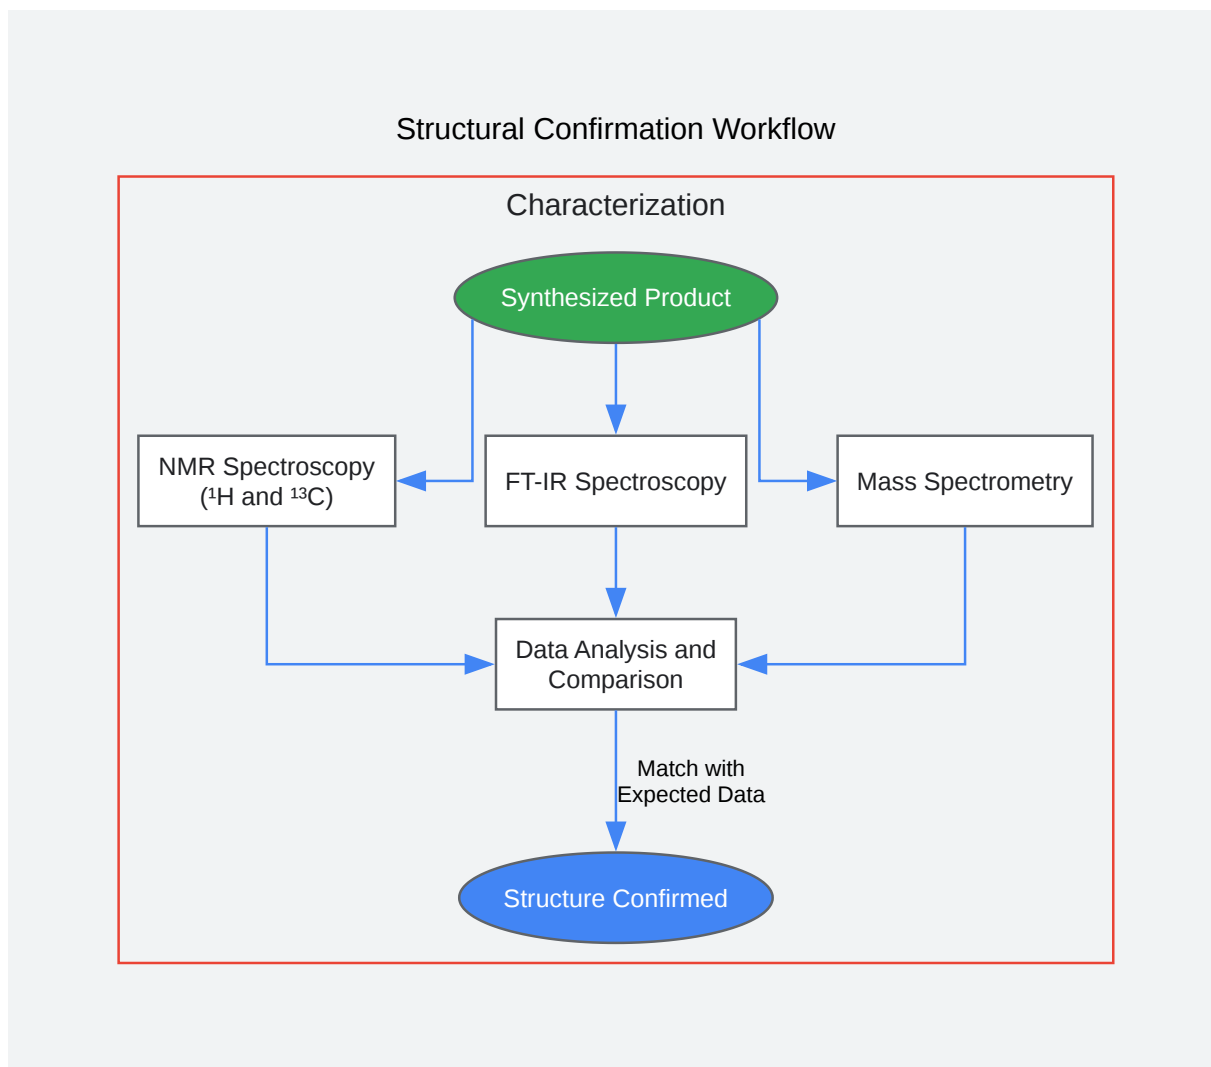 Structural Confirmation Workflow
Characterization
Synthesized Product
NMR Spectroscopy
(¹H and ¹³C)
FT-IR Spectroscopy
Mass Spectrometry
Data Analysis and
Comparison
Match with
Expected Data
Structure Confirmed